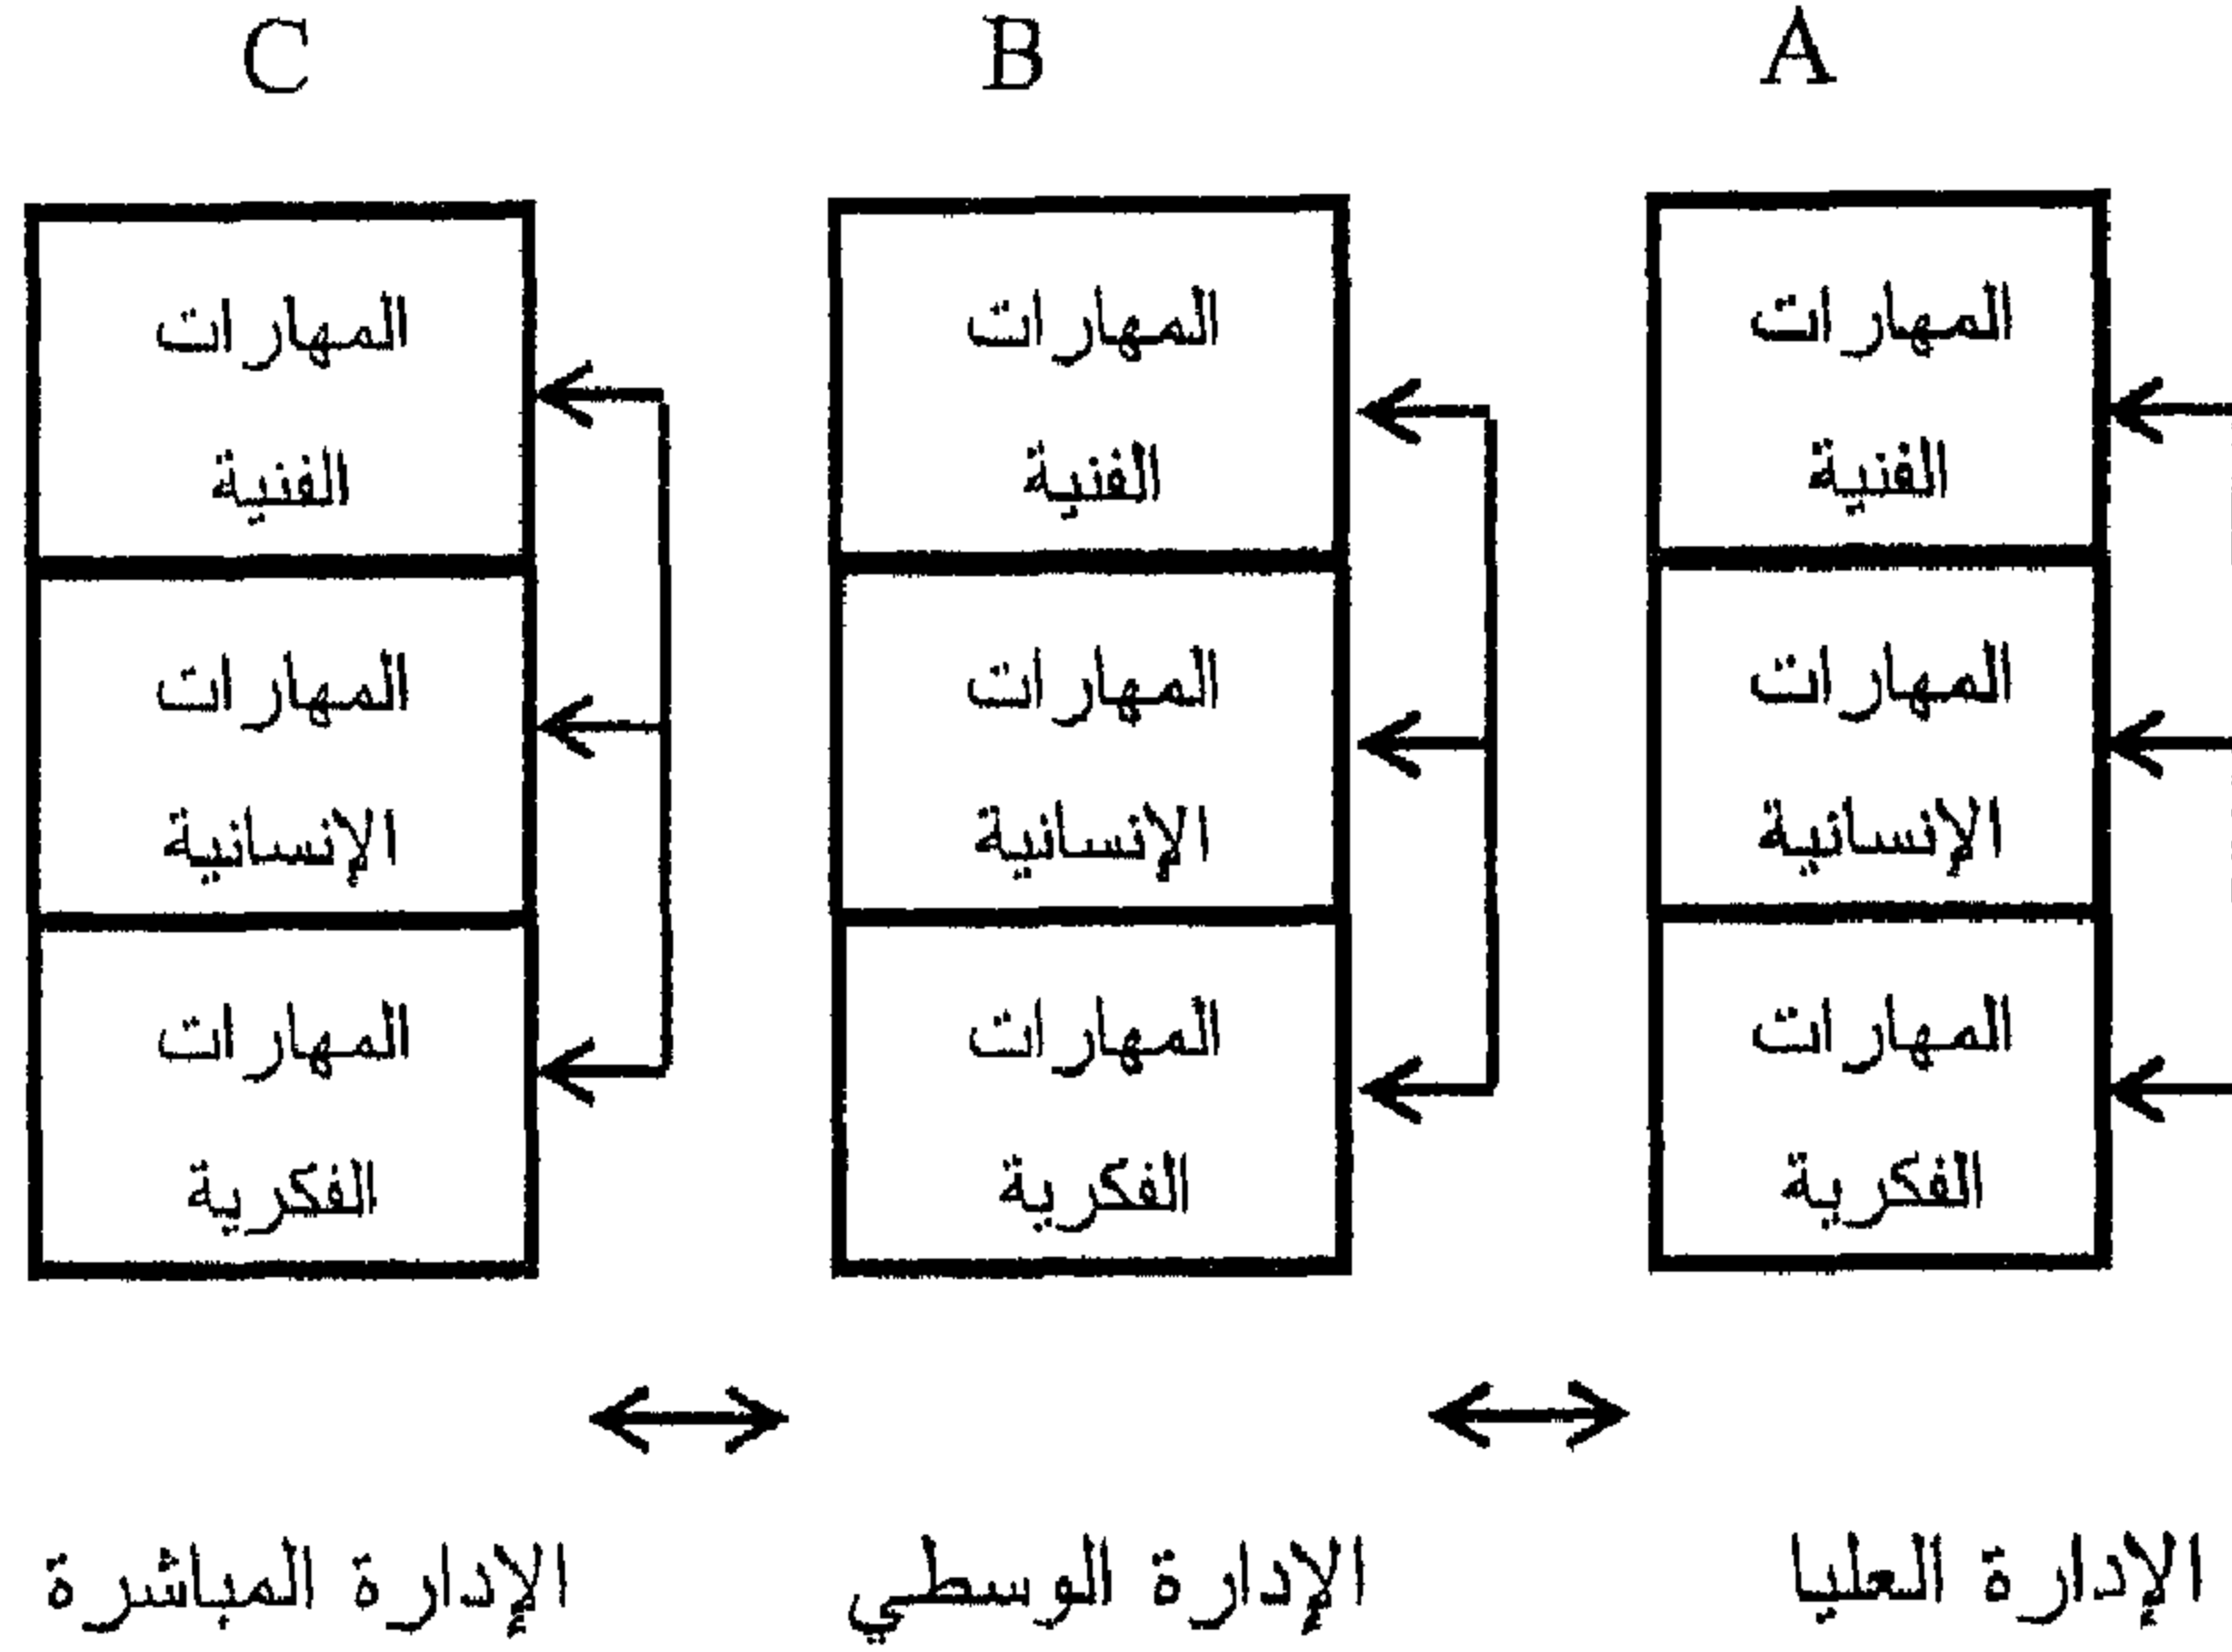 A
B
C
المهارات
الفنية
المهارات
الإنسانية
المهارات
الفكرية
المهارات
الفنية
المهارات
الإنسانية
المهارات
الفكرية
المهارات
الفنية
المهارات
الإنسانية
المهارات
الفكرية
الإدارة العليا
الإدارة الوسطي
الإدارة المباشرة